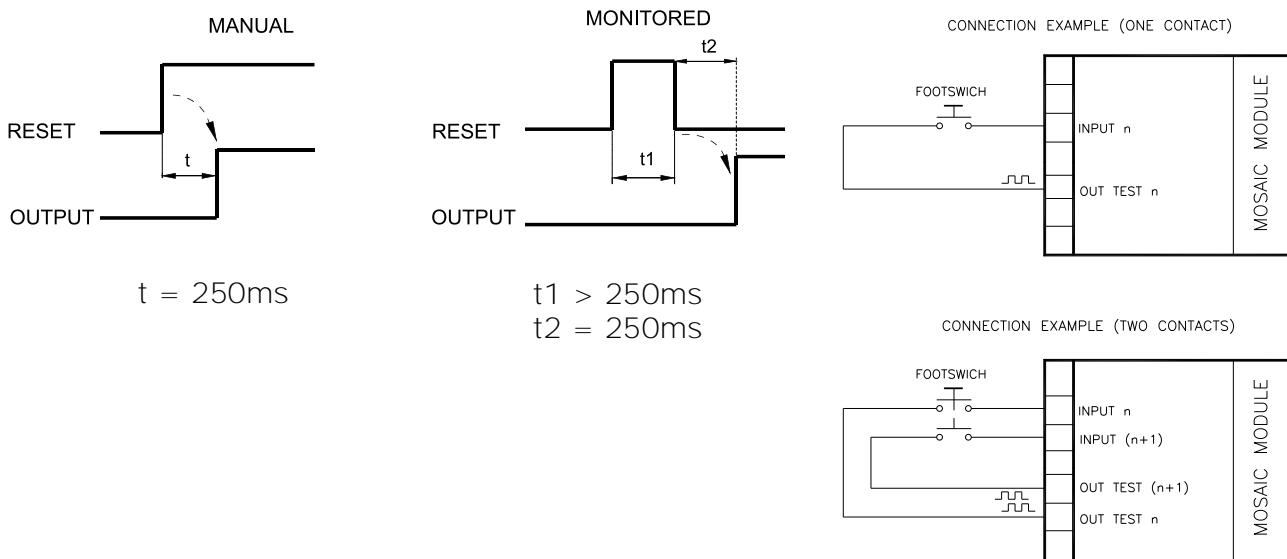 MANUAL
RESET
t
OUTPUT
t = 250ms
MONITORED
t2
RESET
t1
OUTPUT
t1 > 250ms
t2 = 250ms
CONNECTION EXAMPLE (ONE CONTACT)
FOOTSWICH
INPUT n
OUT TEST n
MOSAIC MODULE
CONNECTION EXAMPLE (TWO CONTACTS)
FOOTSWICH
INPUT n
INPUT (n+1)
OUT TEST (n+1)
OUT TEST n
MOSAIC MODULE